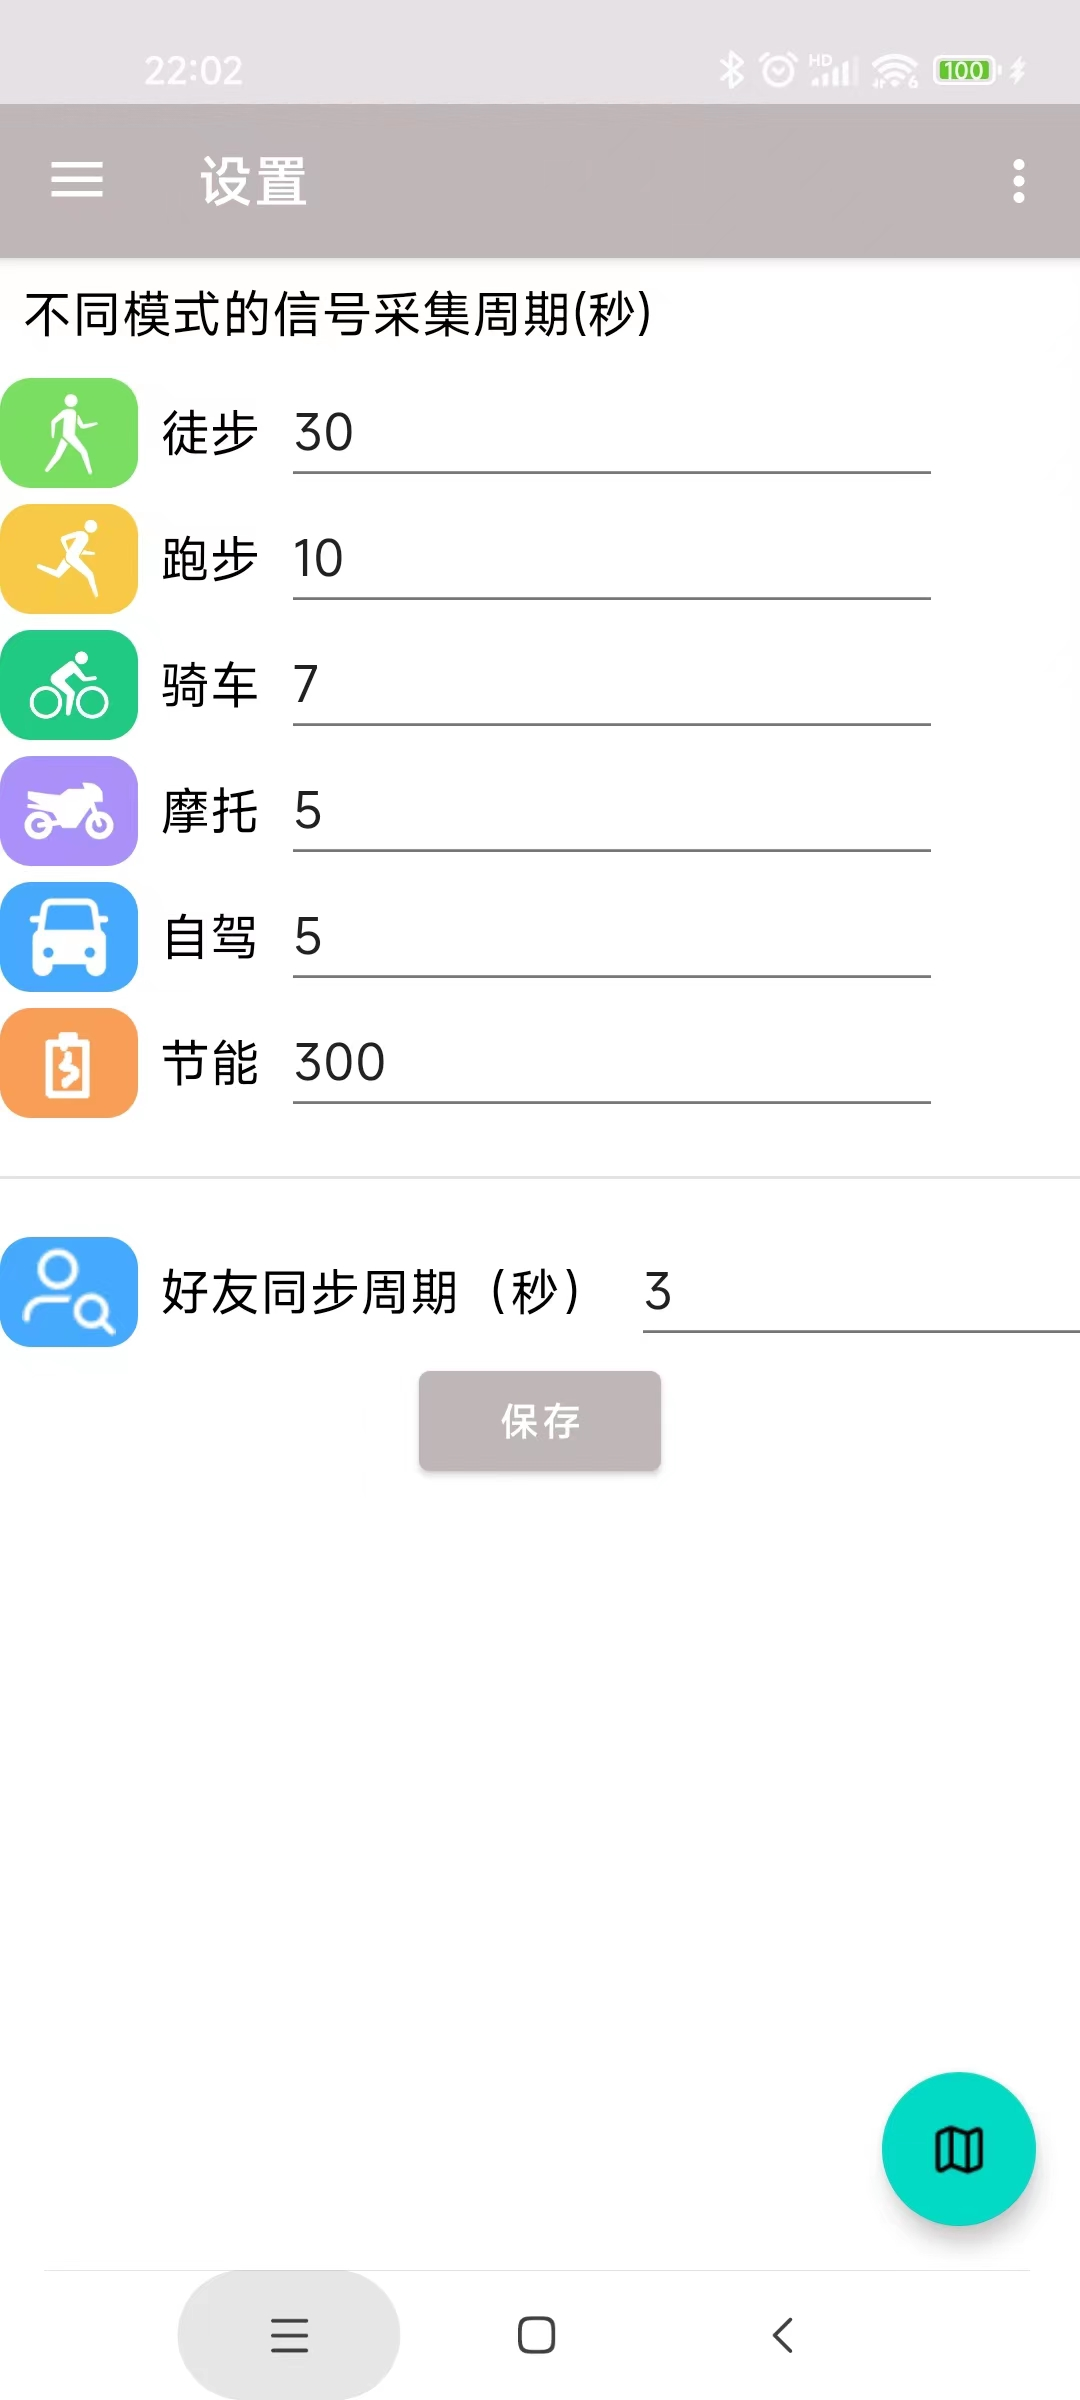 22:02 HD 6 100
设置
不同模式的信号采集周期(秒)
徒步 30
跑步 10
骑车 7
摩托 5
自驾 5
节能 300
好友同步周期（秒） 3
保存